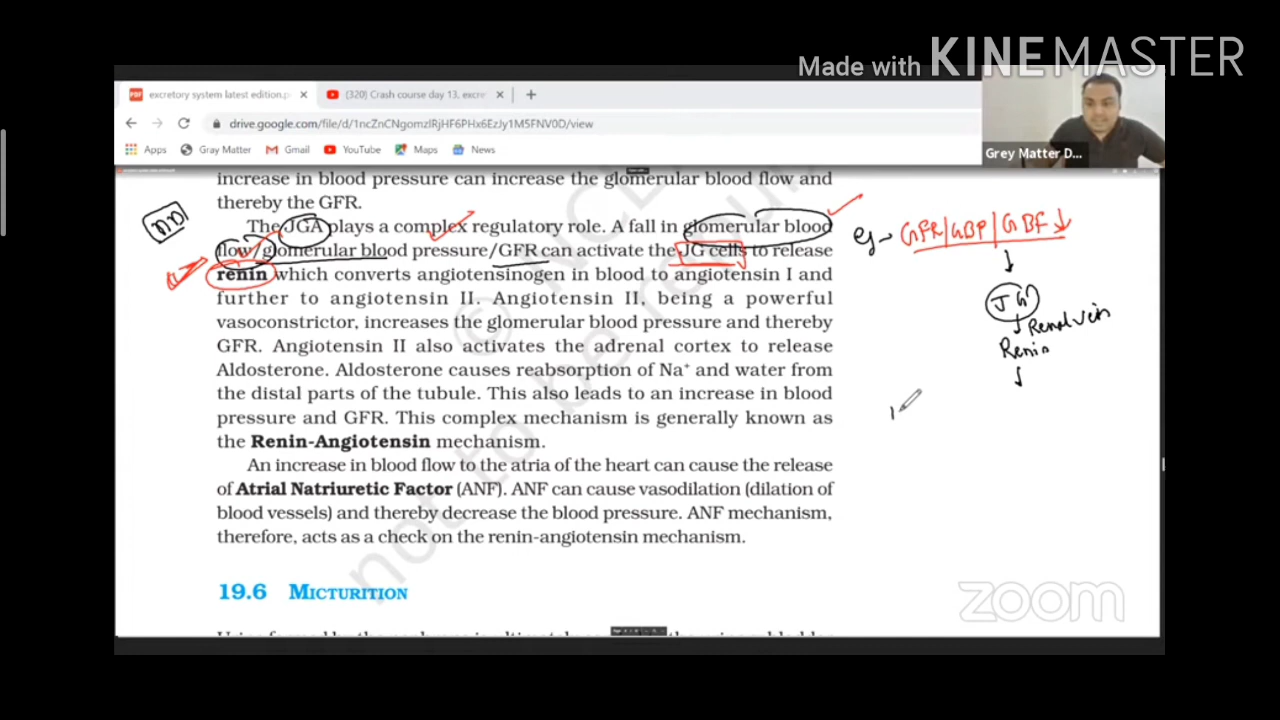 Made with KINEMASTER
excretory system latest edition.p
(320) Crash course day 13, excre
drive.google.com/file/d/1ncZnCNgomzlRjHF6PHx6EzJy1M5FNV0D/view
Apps Gray Matter Gmail YouTube Maps News
Grey Matter D...
increase in blood pressure can increase the glomerular blood flow and
thereby the GFR.
The JGA plays a complex regulatory role. A fall in glomerular blood
flow/glomerular blood pressure/GFR can activate the JG cells to release
renin which converts angiotensinogen in blood to angiotensin I and
further to angiotensin II. Angiotensin II, being a powerful
vasoconstrictor, increases the glomerular blood pressure and thereby
GFR. Angiotensin II also activates the adrenal cortex to release
Aldosterone. Aldosterone causes reabsorption of Na⁺ and water from
the distal parts of the tubule. This also leads to an increase in blood
pressure and GFR. This complex mechanism is generally known as
the Renin-Angiotensin mechanism.
An increase in blood flow to the atria of the heart can cause the release
of Atrial Natriuretic Factor (ANF). ANF can cause vasodilation (dilation of
blood vessels) and thereby decrease the blood pressure. ANF mechanism,
therefore, acts as a check on the renin-angiotensin mechanism.
19.6 MICTURITION
GFR/GBP/GBF ↓
↓
JG
↓ Renal vein
Renin
↓
zoom